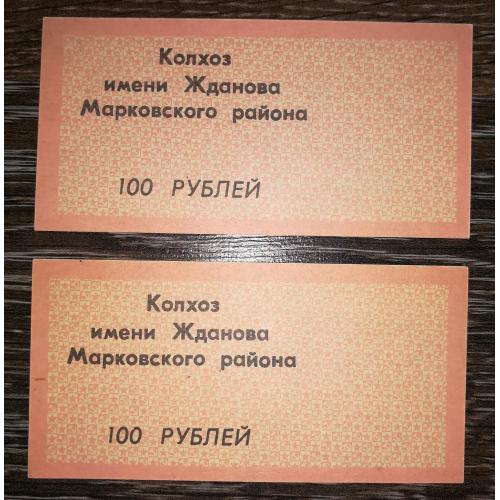 Колхоз
имени Жданова
Марковского района
100 РУБЛЕЙ
Колхоз
имени Жданова
Марковского района
100 РУБЛЕЙ